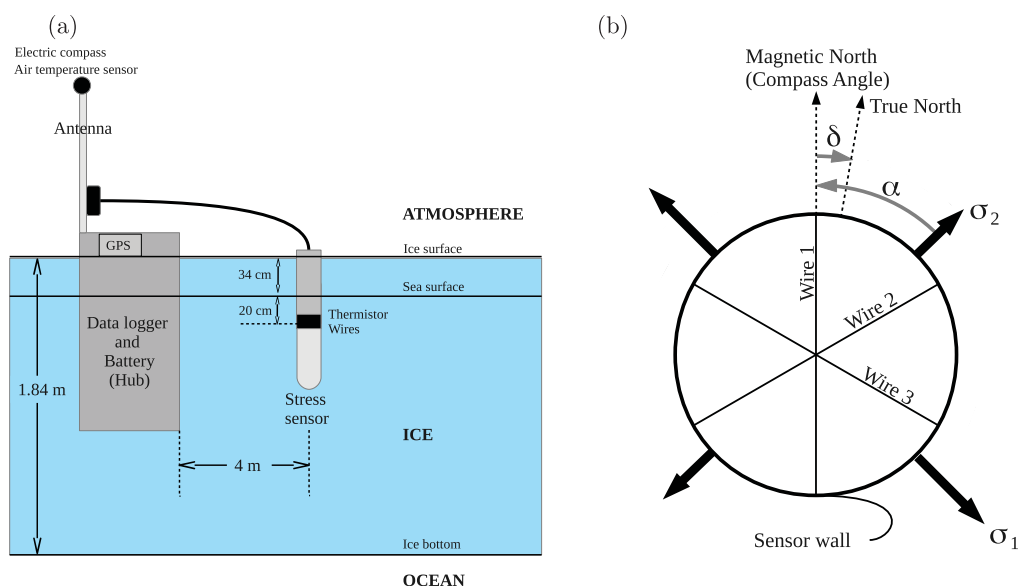 (a)
Electric compass
Air temperature sensor
Antenna
GPS
ATMOSPHERE
Ice surface
34 cm
Sea surface
20 cm
Thermistor
Wires
Data logger
and
Battery
(Hub)
1.84 m
Stress
sensor
ICE
4 m
Ice bottom
OCEAN
(b)
Magnetic North
(Compass Angle)
True North
δ
α
σ2
Wire 1
Wire 2
Wire 3
σ1
Sensor wall